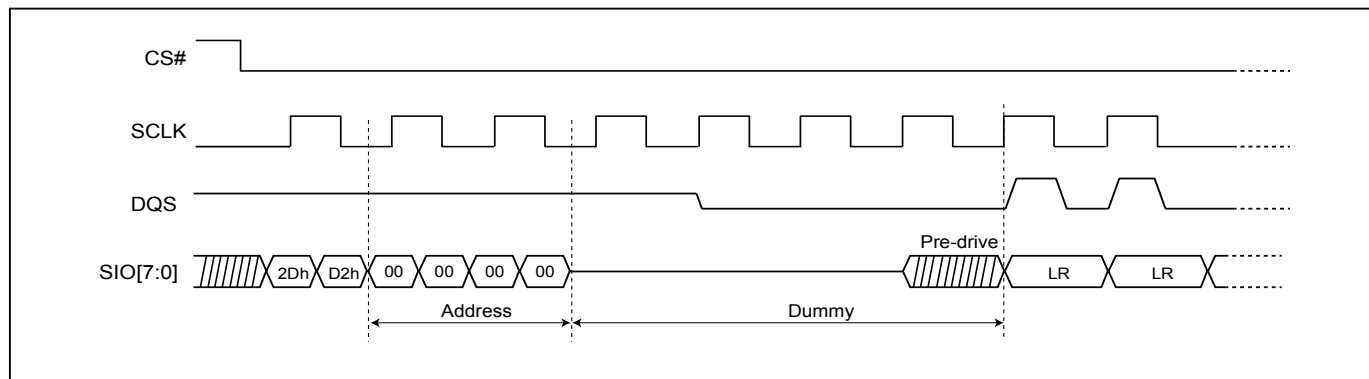 CS#
SCLK
DQS
Pre-drive
SIO[7:0] 2Dh D2h 00 00 00 00 LR LR
Address Dummy